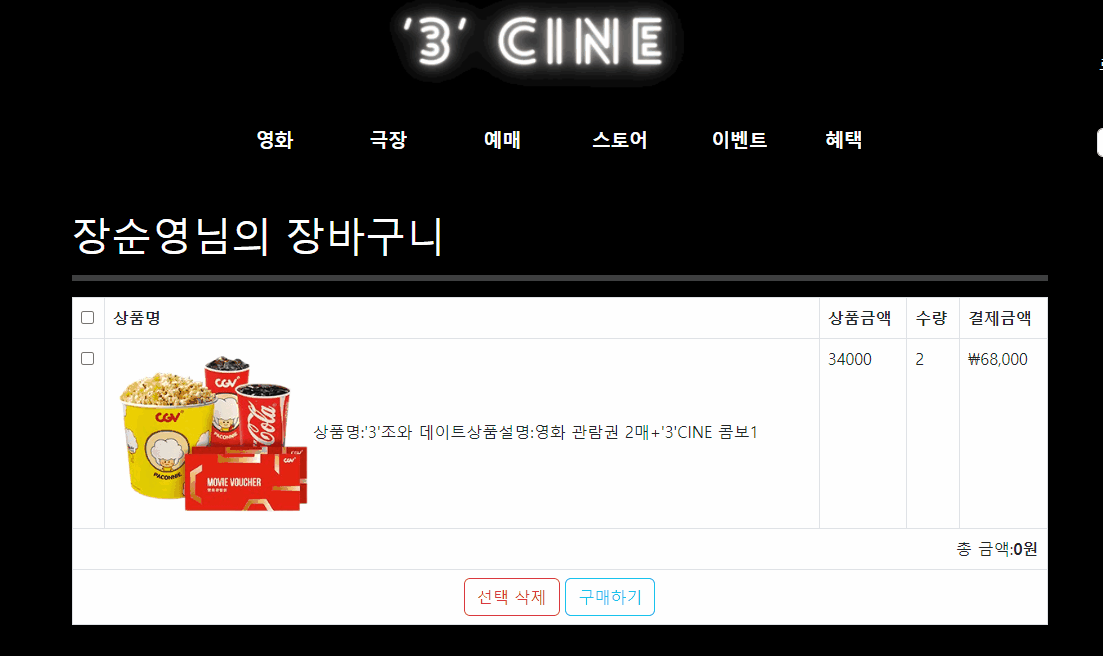 '3' CINE
영화 극장 예매 스토어 이벤트 혜택
장순영님의 장바구니
상품명 상품금액 수량 결제금액
34000 2 ₩68,000
CGV
CGV
PACONNIE
Coca-Cola
CGV
PACONNIE
MOVIE VOUCHER
상품명:'3'조와 데이트상품설명:영화 관람권 2매+'3'CINE 콤보1
총 금액:0원
선택 삭제 구매하기